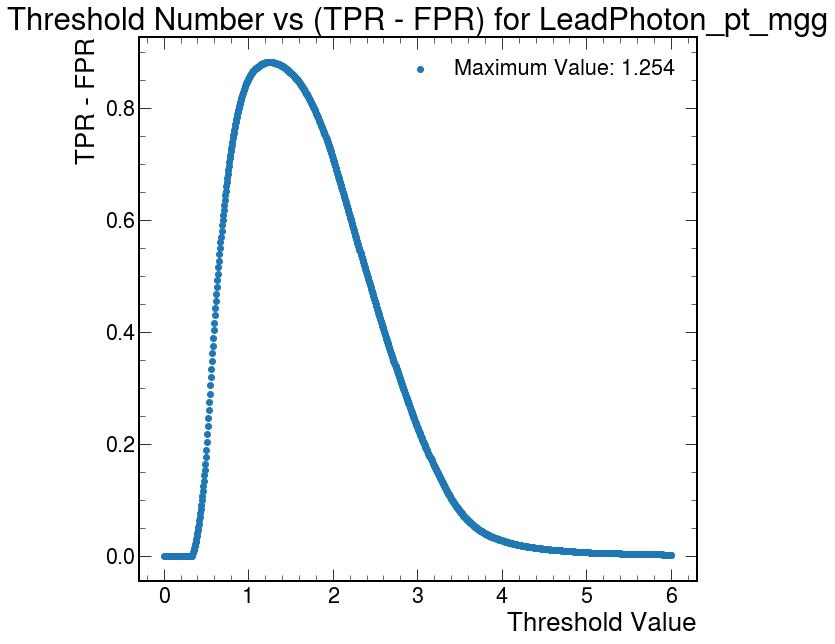 Threshold Number vs (TPR - FPR) for LeadPhoton_pt_mgg
TPR - FPR
Maximum Value: 1.254
0.8
0.6
0.4
0.2
0.0
0 1 2 3 4 5 6
Threshold Value